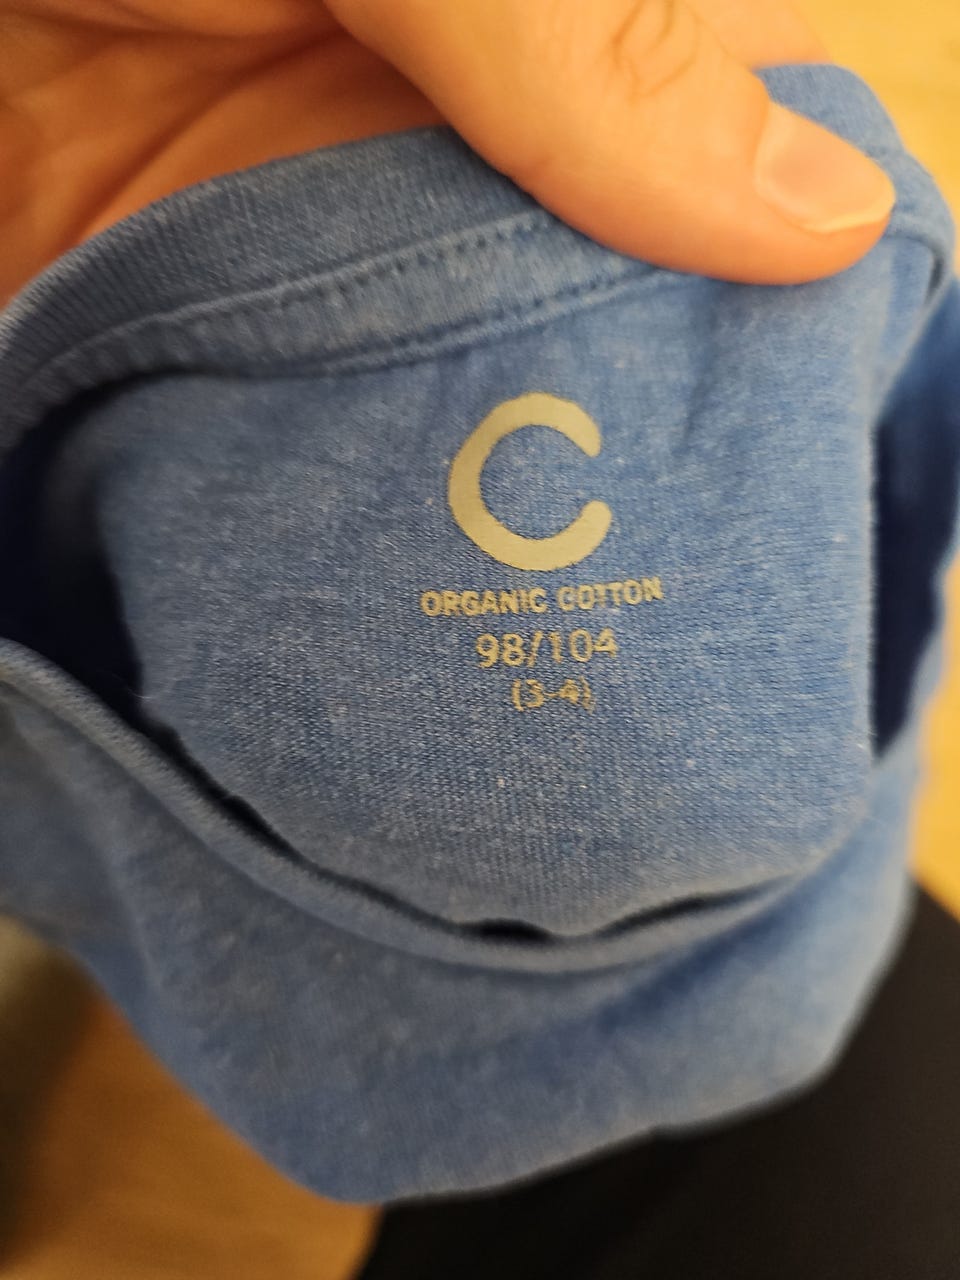 C
ORGANIC COTTON
98/104
(3-4)